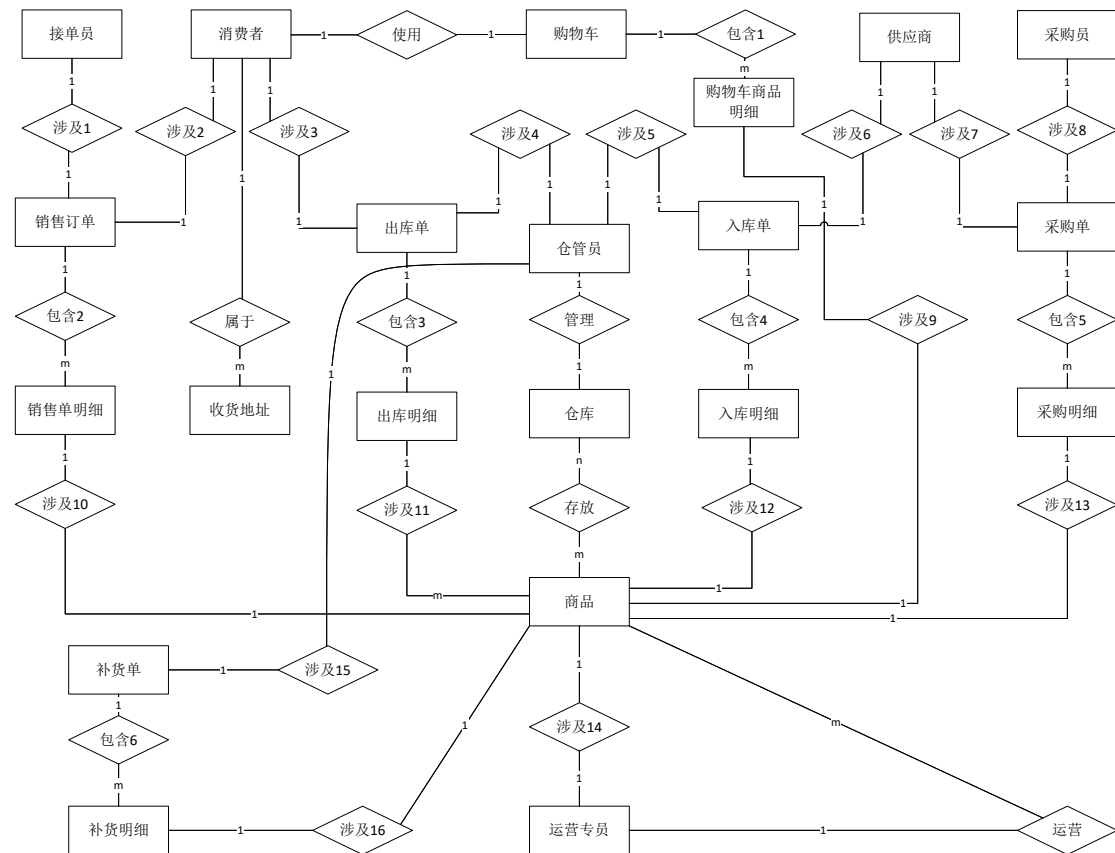 接单员
消费者
1
使用
1
购物车
1
包含1
供应商
采购员
1
1
1
m
1
1
1
涉及1
涉及2
涉及3
涉及4
涉及5
购物车商品
明细
涉及6
涉及7
涉及8
1
1
1
1
1
1
1
1
1
1
1
1
1
1
销售订单
出库单
仓管员
入库单
采购单
1
1
1
1
1
包含2
属于
包含3
管理
包含4
涉及9
包含5
m
m
m
1
1
m
m
销售单明细
收货地址
出库明细
仓库
入库明细
采购明细
1
1
n
1
1
涉及10
涉及11
存放
涉及12
涉及13
m
m
商品
1
1
1
1
补货单
1
涉及15
1
1
包含6
1
涉及14
m
m
1
补货明细
1
涉及16
运营专员
1
运营